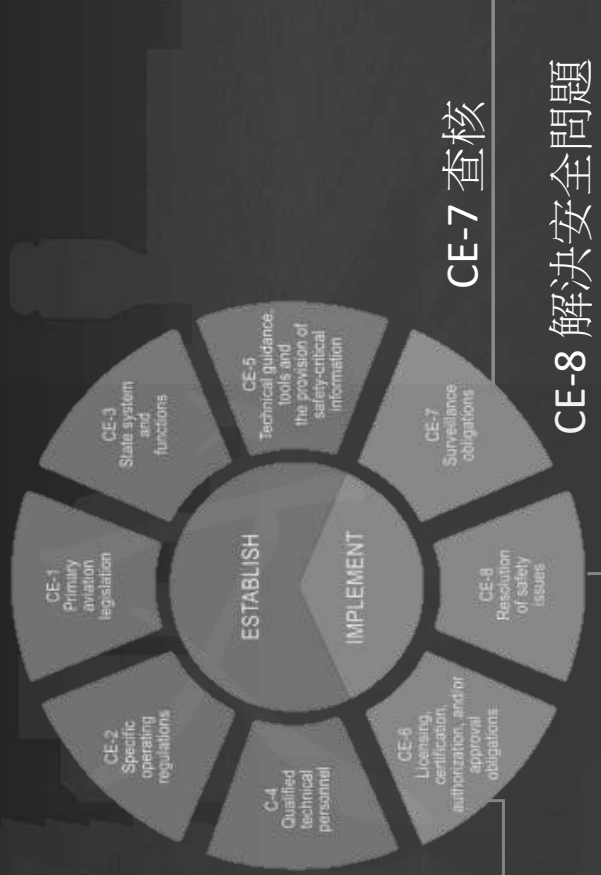 CE-1
Primary
aviation
legislation
CE-2
Specific
operating
regulations
CE-3
State system
and
functions
C-4
Qualified
technical
personnel
ESTABLISH
CE-5
Technical guidance,
tools and
the provision of
safety-critical
information
IMPLEMENT
CE-6
Licensing,
certification,
authorization, and/or
approval
obligations
CE-7
Surveillance
obligations
CE-8
Resolution
of safety
issues
CE-7 查核
CE-8 解決安全問題